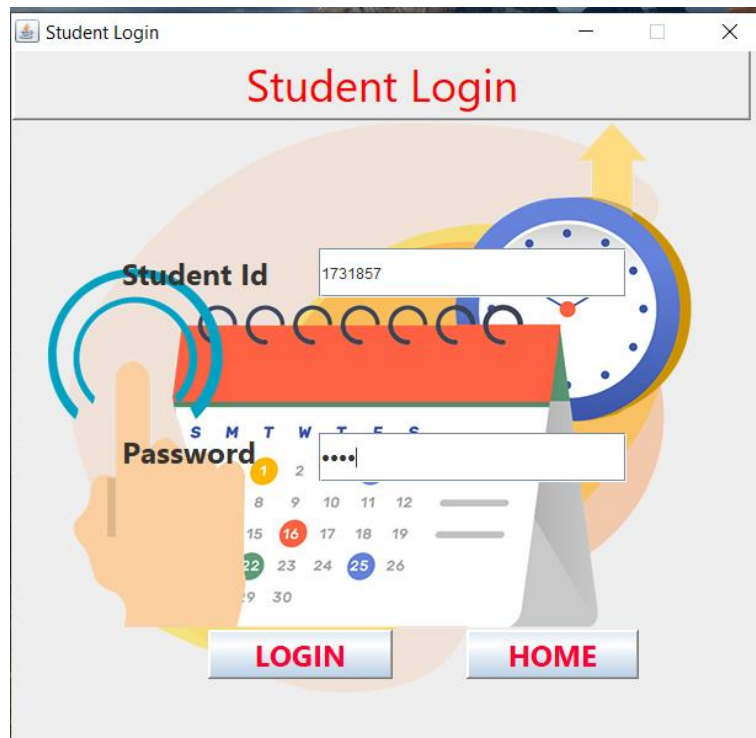 Student Login
Student Login
Student Id 1731857
S M T W T F S
Password ••••
1 2
8 9 10 11 12
15 16 17 18 19
22 23 24 25 26
29 30
LOGIN HOME